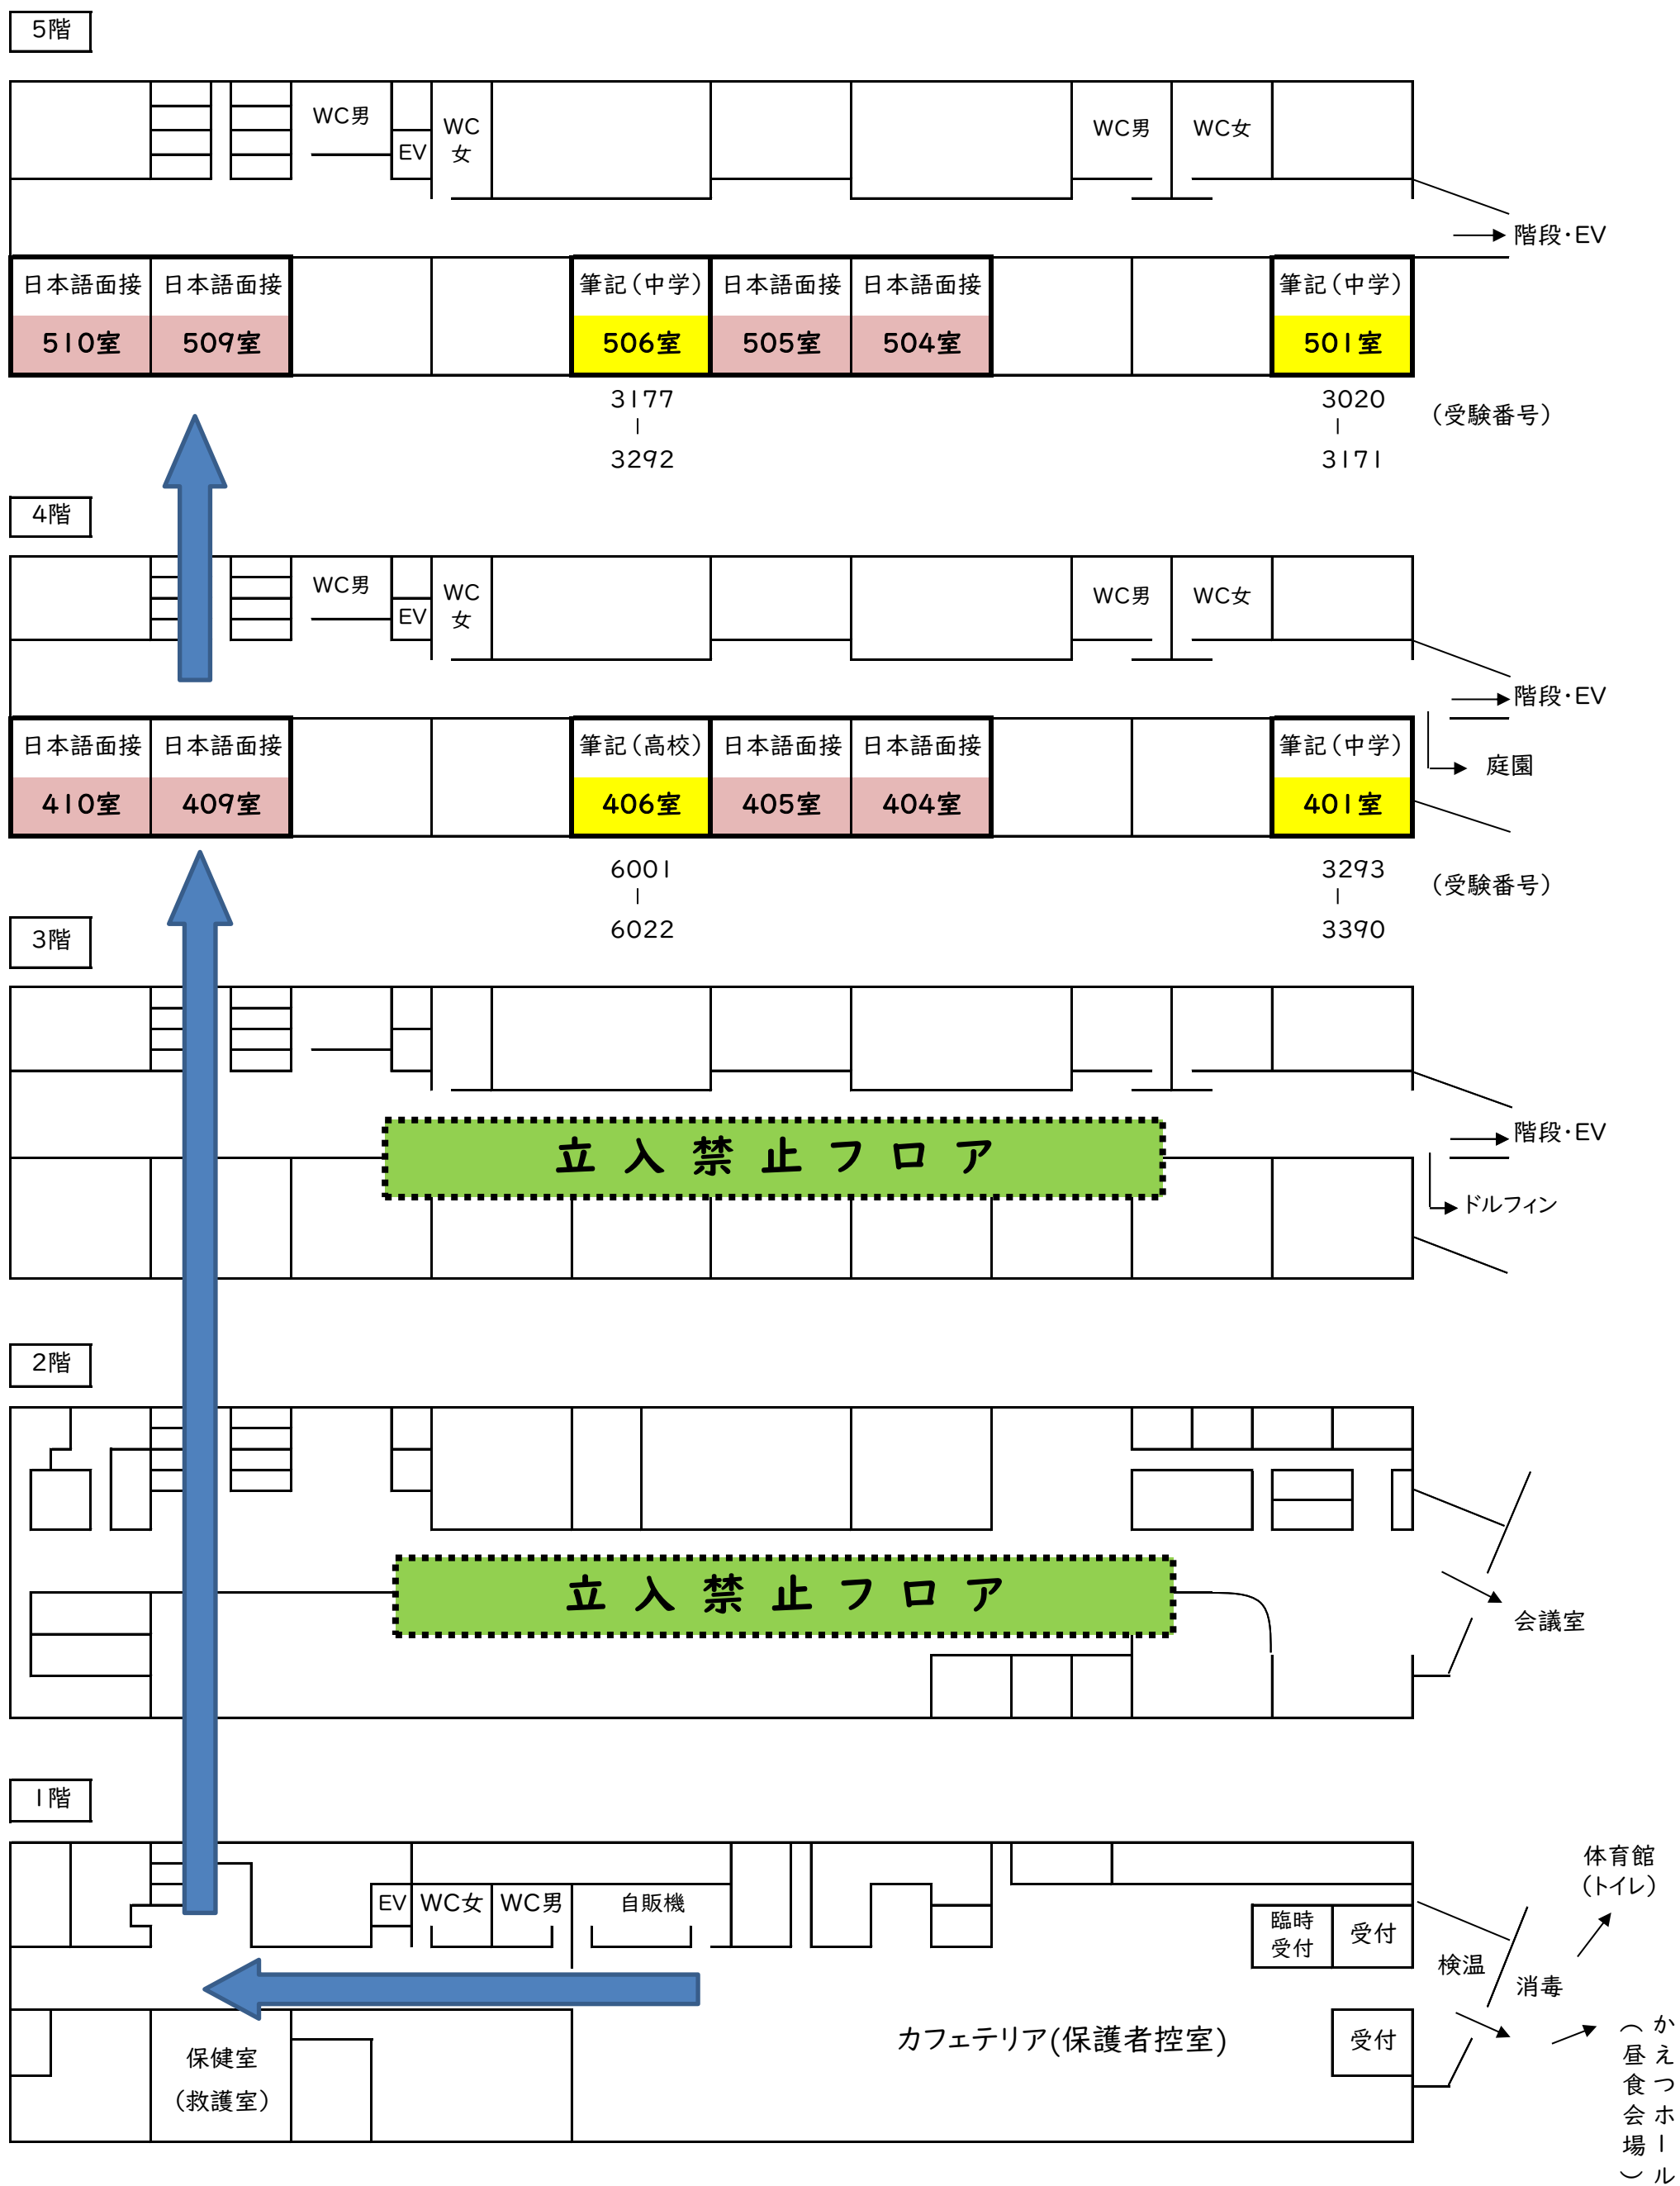 5階
WC男
EV
WC
女
WC男
WC女
階段・EV
日本語面接
日本語面接
筆記(中学)
日本語面接
日本語面接
筆記(中学)
510室
509室
506室
505室
504室
501室
3177
|
3292
3020
|
3171
(受験番号)
4階
WC男
EV
WC
女
WC男
WC女
階段・EV
庭園
日本語面接
日本語面接
筆記(高校)
日本語面接
日本語面接
筆記(中学)
410室
409室
406室
405室
404室
401室
6001
|
6022
3293
|
3390
(受験番号)
3階
立入禁止フロア
階段・EV
ドルフィン
2階
立入禁止フロア
会議室
1階
EV
WC女
WC男
自販機
臨時
受付
受付
検温
消毒
体育館
(トイレ)
保健室
(救護室)
カフェテリア(保護者控室)
受付
かえつホール
(昼食会場)